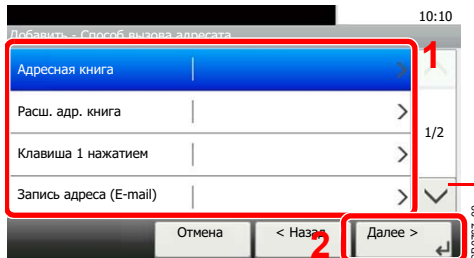 10:10
Добавить - Способ вызова адресата
Адресная книга
1
Расш. адр. книга
1/2
Клавиша 1 нажатием
Запись адреса (E-mail)
Отмена
< Назад
2
Далее >